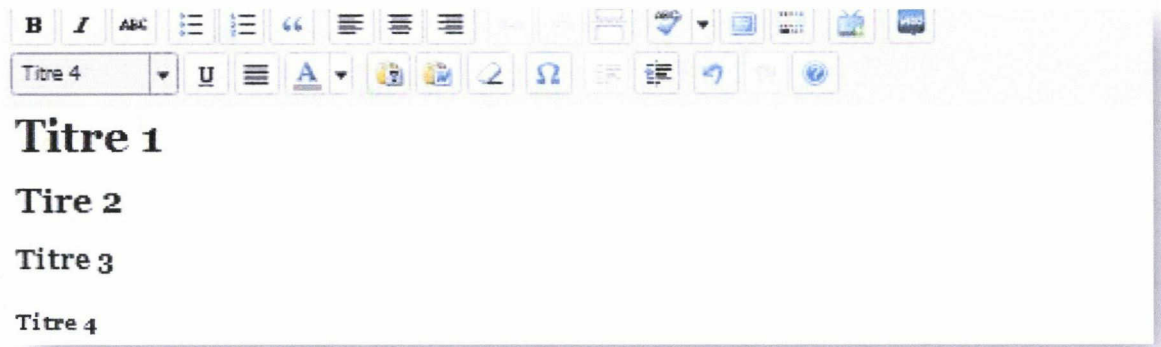 B I ABC
Titre 4 U A Ω
Titre 1
Tire 2
Titre 3
Titre 4